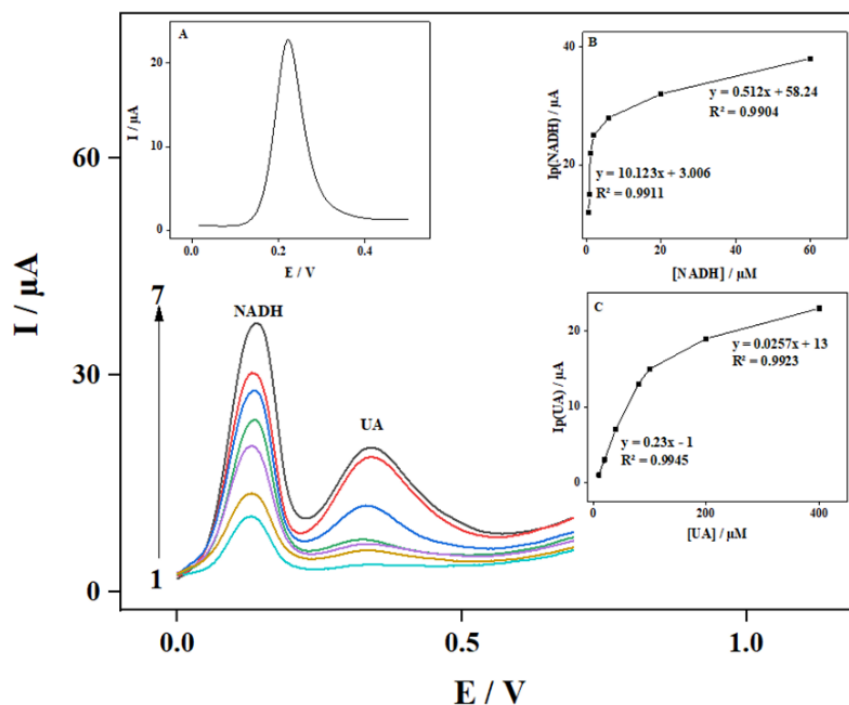 A
20
10
0
I / µA
0.0
0.2
0.4
E / V
B
40
20
Ip(NADH) / µA
y = 0.512x + 58.24
R² = 0.9904
y = 10.123x + 3.006
R² = 0.9911
0
20
40
60
[NADH] / µM
C
20
10
0
Ip(UA) / µA
y = 0.0257x + 13
R² = 0.9923
y = 0.23x - 1
R² = 0.9945
0
200
400
[UA] / µM
60
30
0
I / µA
7
NADH
UA
1
0.0
0.5
1.0
E / V